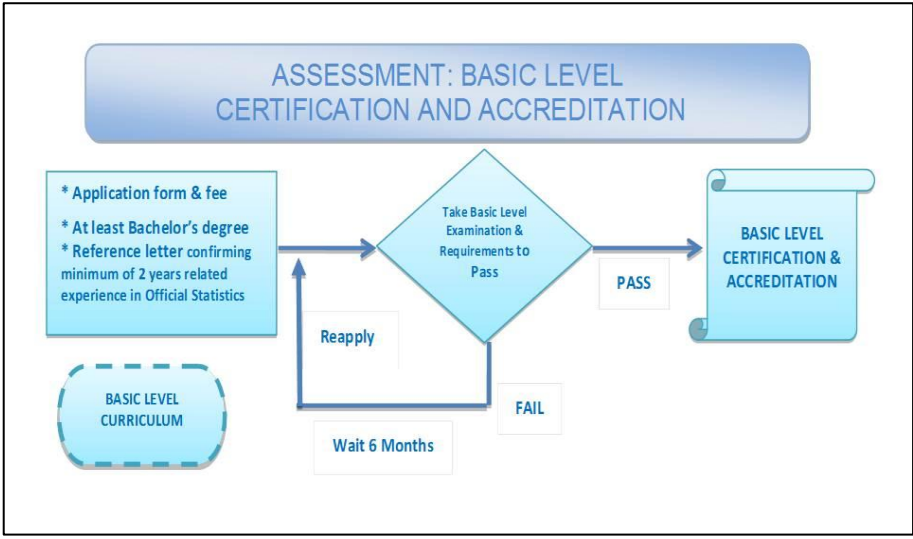 ASSESSMENT: BASIC LEVEL
CERTIFICATION AND ACCREDITATION
* Application form & fee
* At least Bachelor's degree
* Reference letter confirming
minimum of 2 years related
experience in Official Statistics
Take Basic Level
Examination &
Requirements to
Pass
PASS
BASIC LEVEL
CERTIFICATION &
ACCREDITATION
Reapply
FAIL
Wait 6 Months
BASIC LEVEL
CURRICULUM